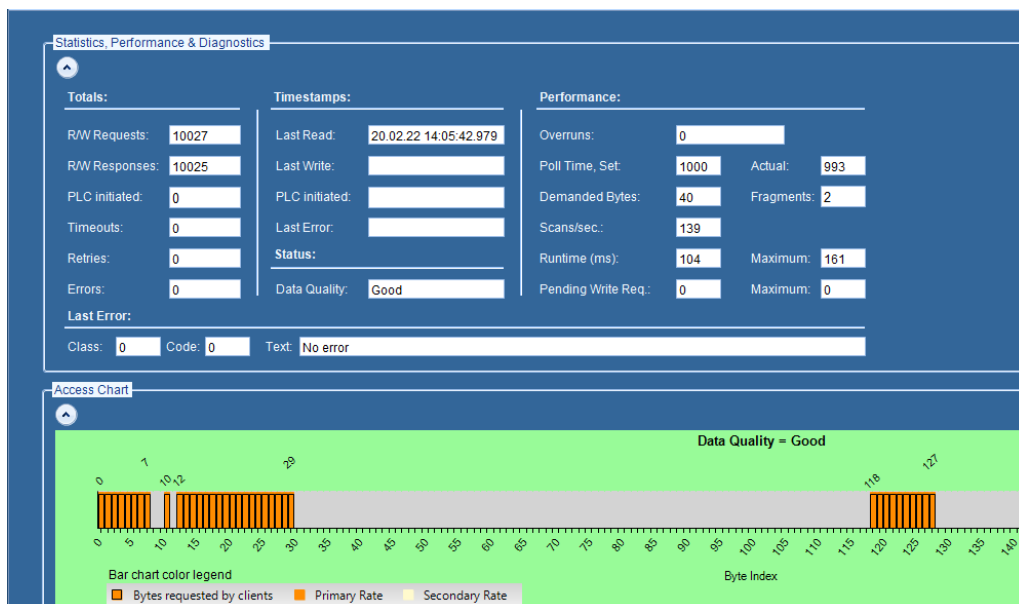 Statistics, Performance & Diagnostics
Totals: Timestamps: Performance:
R/W Requests: 10027 Last Read: 20.02.22 14:05:42.979 Overruns: 0
R/W Responses: 10025 Last Write: Poll Time, Set: 1000 Actual: 993
PLC initiated: 0 PLC initiated: Demanded Bytes: 40 Fragments: 2
Timeouts: 0 Last Error: Scans/sec.: 139
Retries: 0 Status: Runtime (ms): 104 Maximum: 161
Errors: 0 Data Quality: Good Pending Write Req.: 0 Maximum: 0
Last Error:
Class: 0 Code: 0 Text: No error
Access Chart
Data Quality = Good
0 7 10 12 29 118 127
0 5 10 15 20 25 30 35 40 45 50 55 60 65 70 75 80 85 90 95 100 105 110 115 120 125 130 135 140
Bar chart color legend
Byte Index
Bytes requested by clients Primary Rate Secondary Rate